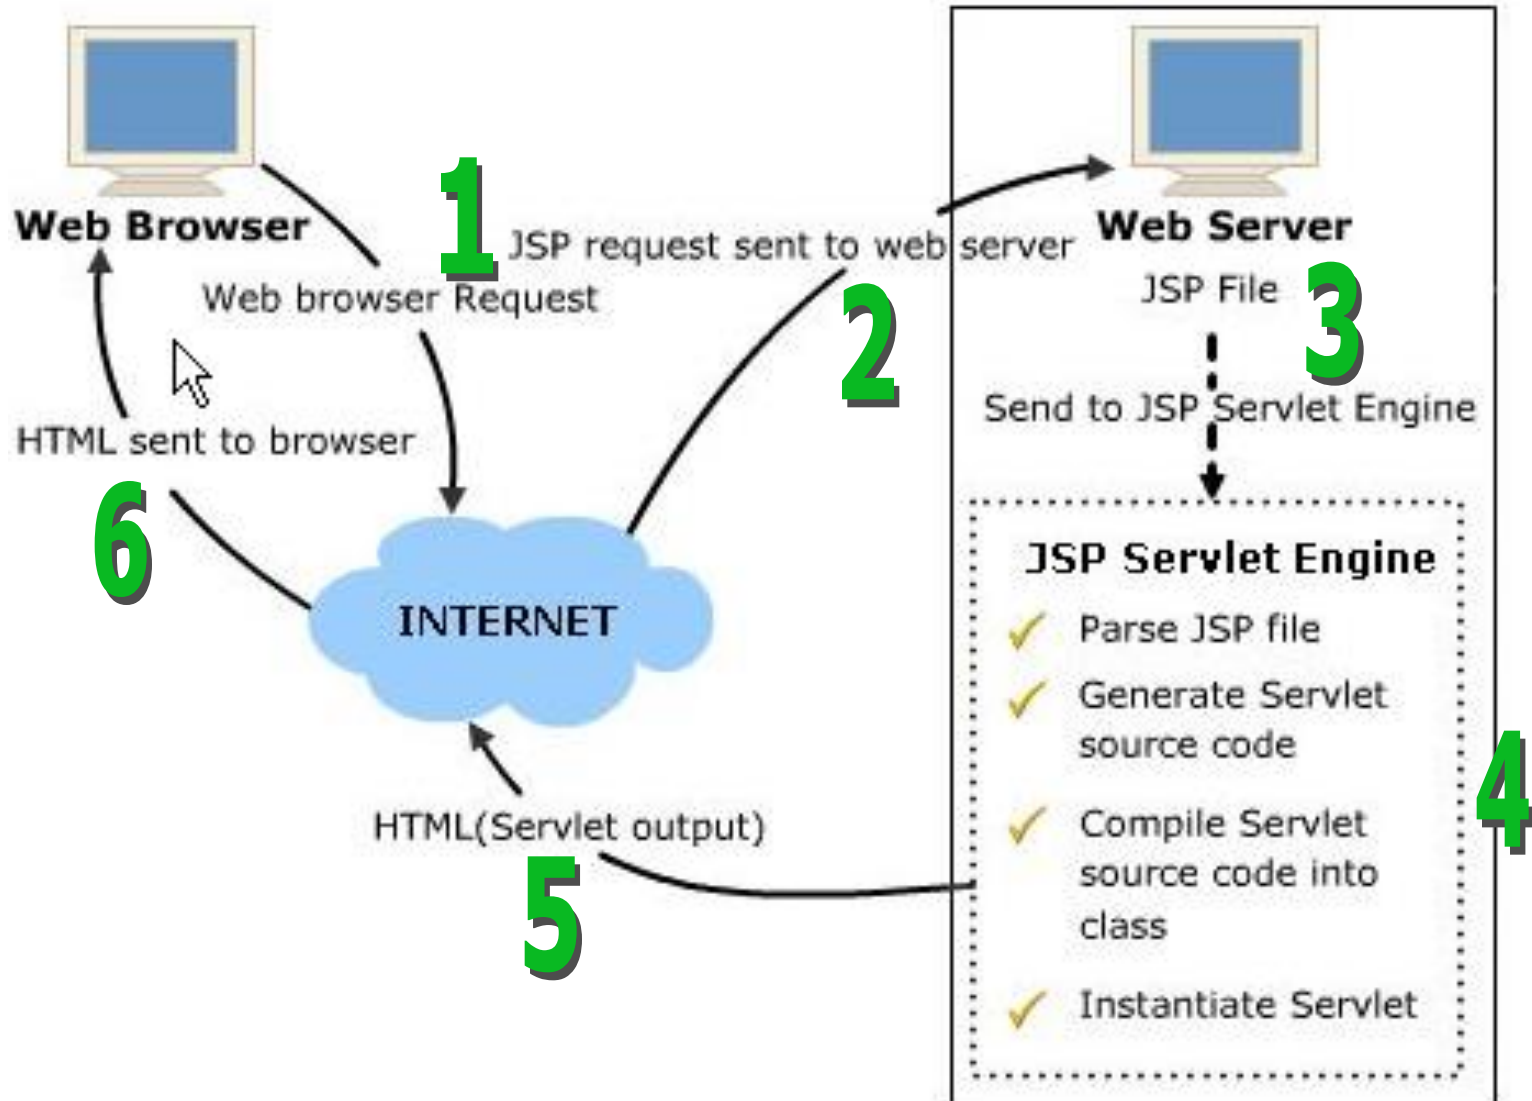 Web Browser
1
Web browser Request
JSP request sent to web server
2
Web Server
JSP File
3
Send to JSP Servlet Engine
JSP Servlet Engine
Parse JSP file
Generate Servlet
source code
Compile Servlet
source code into
class
Instantiate Servlet
4
INTERNET
HTML(Servlet output)
5
HTML sent to browser
6